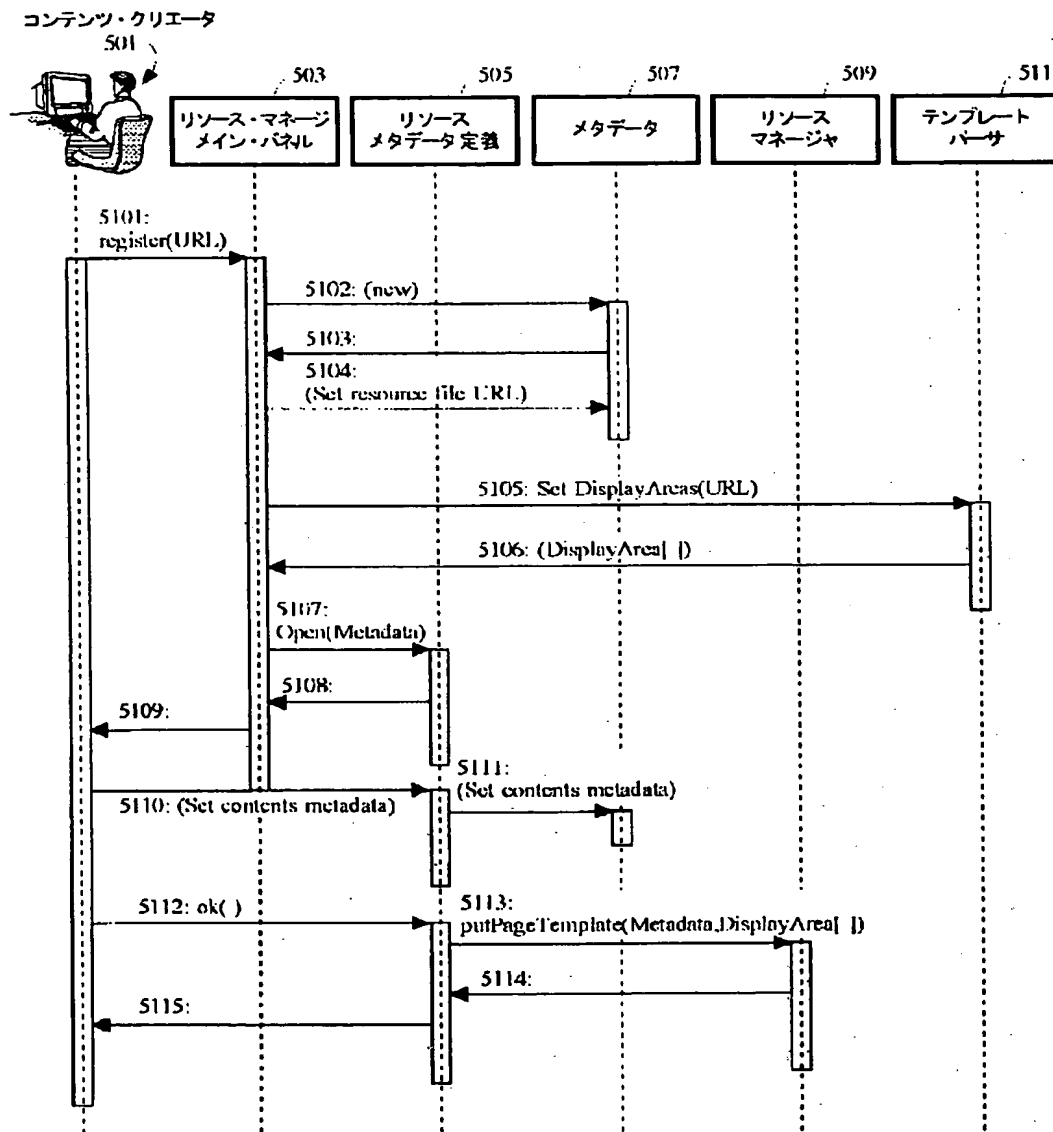 コンテンツ・クリエータ
501
503
505
507
509
511
リソース・マネージ
メイン・パネル
リソース
メタデータ定義
メタデータ
リソース
マネージャ
テンプレート
パーサ
5101:
register(URL)
5102: (new)
5103:
5104:
(Set resource file URL)
5105: Set DisplayAreas(URL)
5106: (DisplayArea[ ])
5107:
Open(Metadata)
5108:
5109:
5110: (Set contents metadata)
5111:
(Set contents metadata)
5112: ok( )
5113:
putPageTemplate(Metadata,DisplayArea[ ])
5114:
5115: